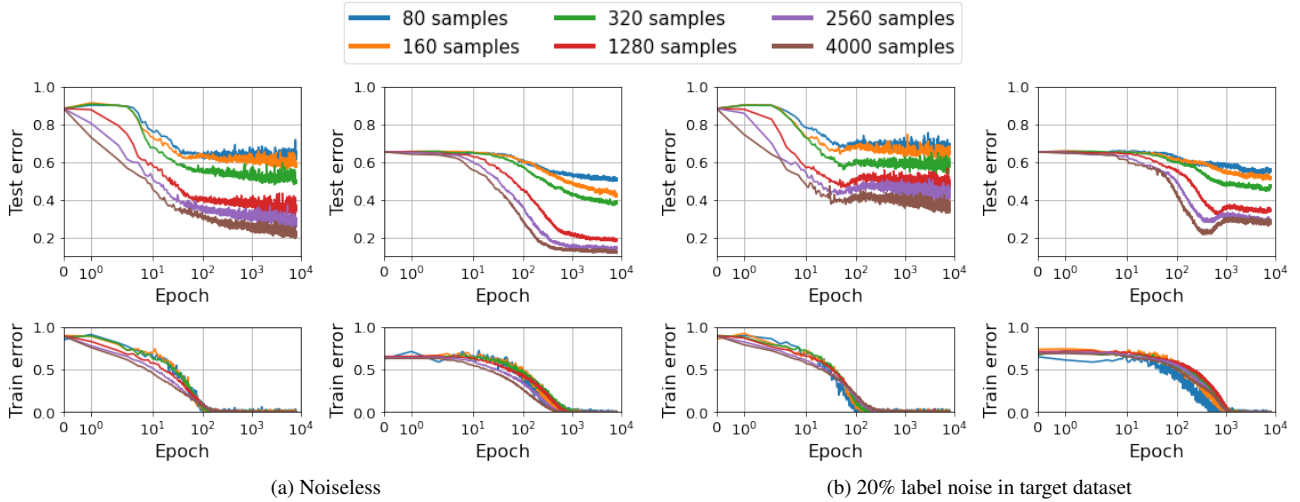 80 samples 320 samples 2560 samples
160 samples 1280 samples 4000 samples
Test error
1.0
0.8
0.6
0.4
0.2
0 10^0 10^1 10^2 10^3 10^4
Epoch
Test error
1.0
0.8
0.6
0.4
0.2
0 10^0 10^1 10^2 10^3 10^4
Epoch
Test error
1.0
0.8
0.6
0.4
0.2
0 10^0 10^1 10^2 10^3 10^4
Epoch
Test error
1.0
0.8
0.6
0.4
0.2
0 10^0 10^1 10^2 10^3 10^4
Epoch
Train error
1.0
0.5
0.0
0 10^0 10^1 10^2 10^3 10^4
Epoch
Train error
1.0
0.5
0.0
0 10^0 10^1 10^2 10^3 10^4
Epoch
Train error
1.0
0.5
0.0
0 10^0 10^1 10^2 10^3 10^4
Epoch
Train error
1.0
0.5
0.0
0 10^0 10^1 10^2 10^3 10^4
Epoch
(a) Noiseless
(b) 20% label noise in target dataset